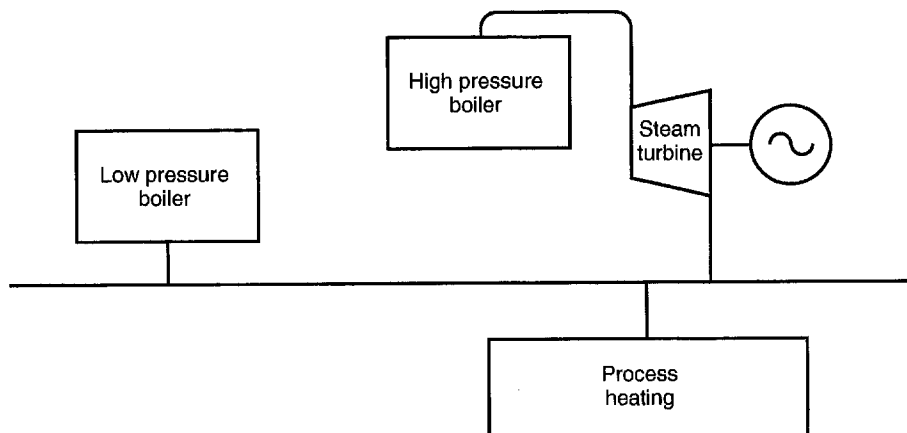 High pressure
boiler
Steam
turbine
Low pressure
boiler
Process
heating